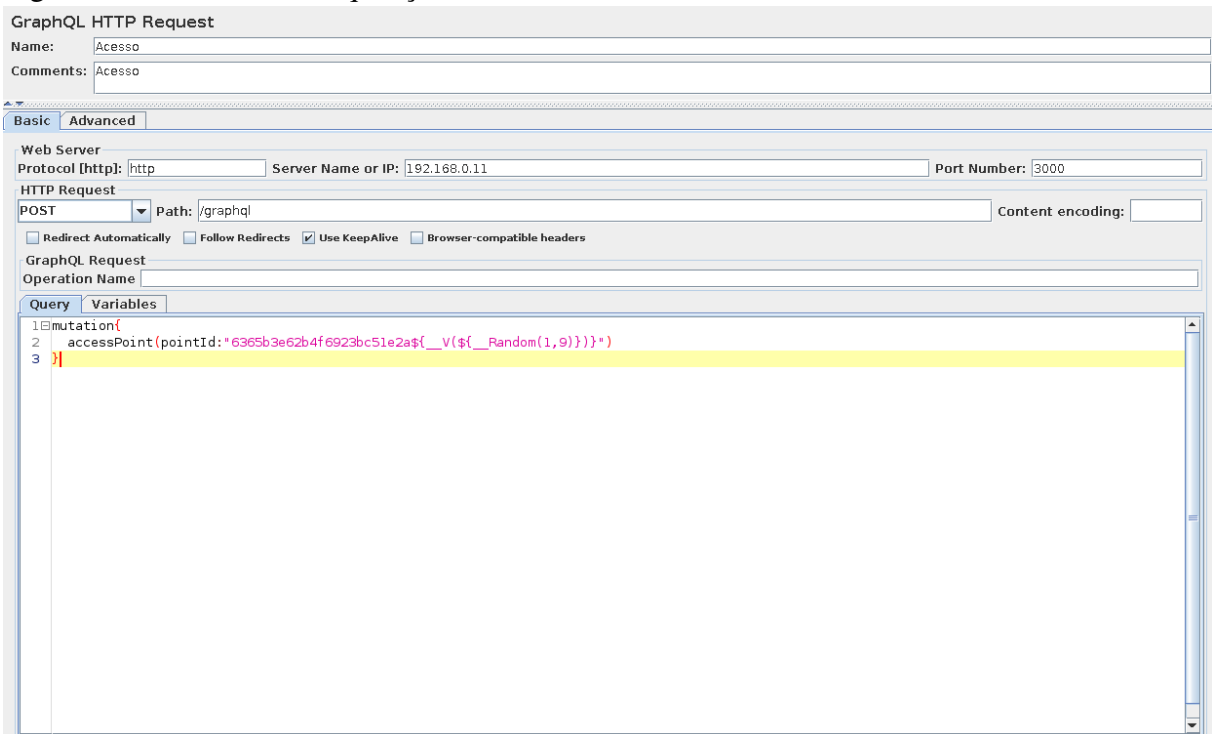 GraphQL HTTP Request
Name: Acesso
Comments: Acesso
Basic Advanced
Web Server
Protocol [http]: http Server Name or IP: 192.168.0.11 Port Number: 3000
HTTP Request
POST Path: /graphql Content encoding:
Redirect Automatically Follow Redirects Use KeepAlive Browser-compatible headers
GraphQL Request
Operation Name
Query Variables
1 mutation{
2 accessPoint(pointId:"6365b3e62b4f6923bc51e2a${__V(${__Random(1,9)})}")
3 }